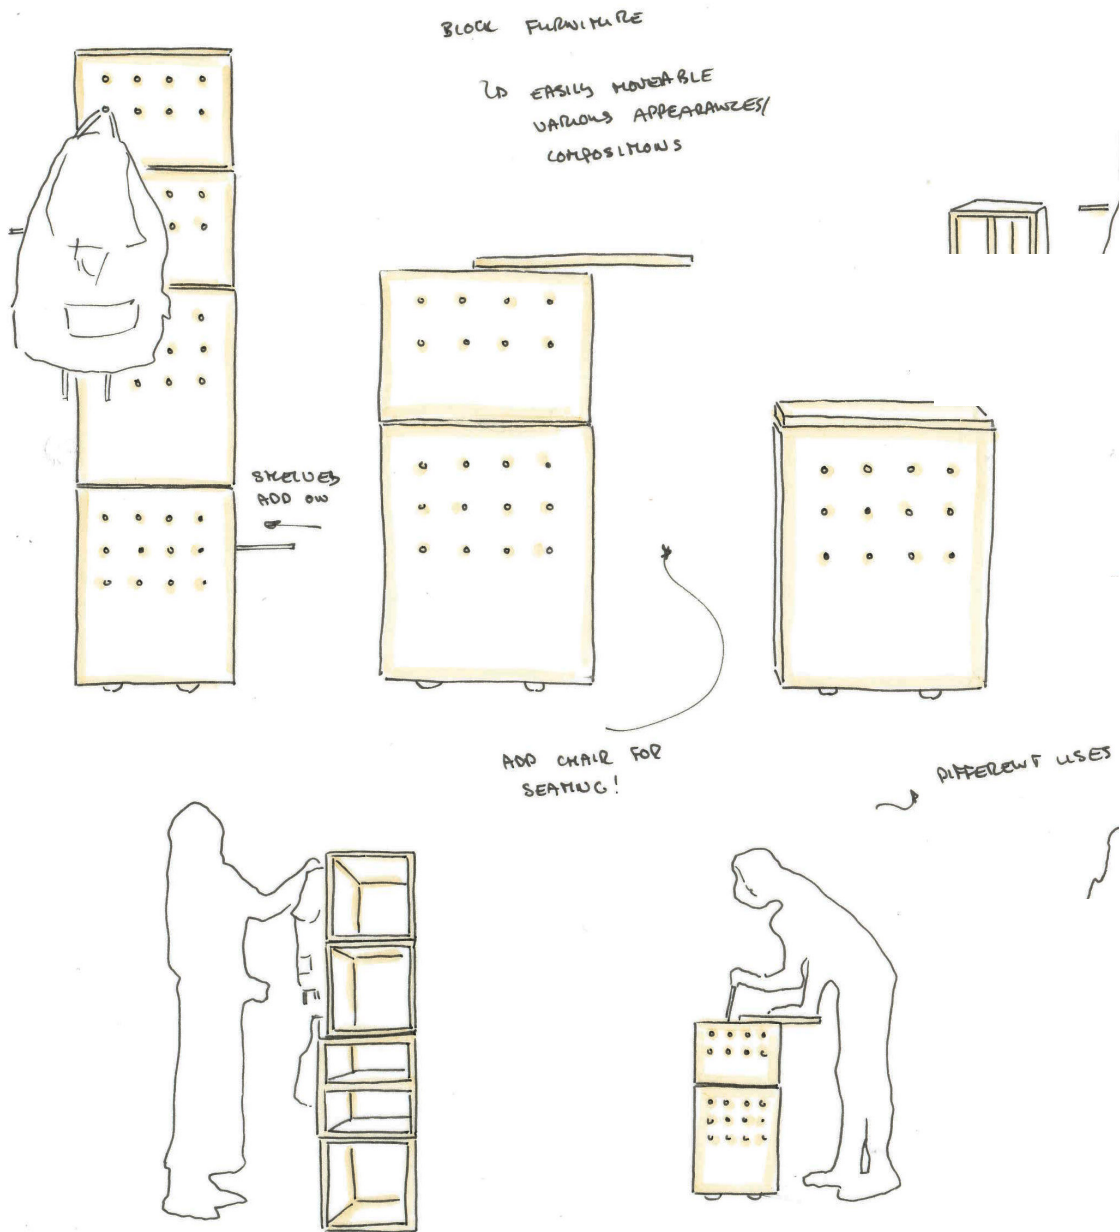 BLOCK FURNITURE
EASILY MOVEABLE
VARIOUS APPEARANCES/
COMPOSITIONS
SHELVES
ADD ON
ADD CHAIR FOR
SEATING!
DIFFERENT USES